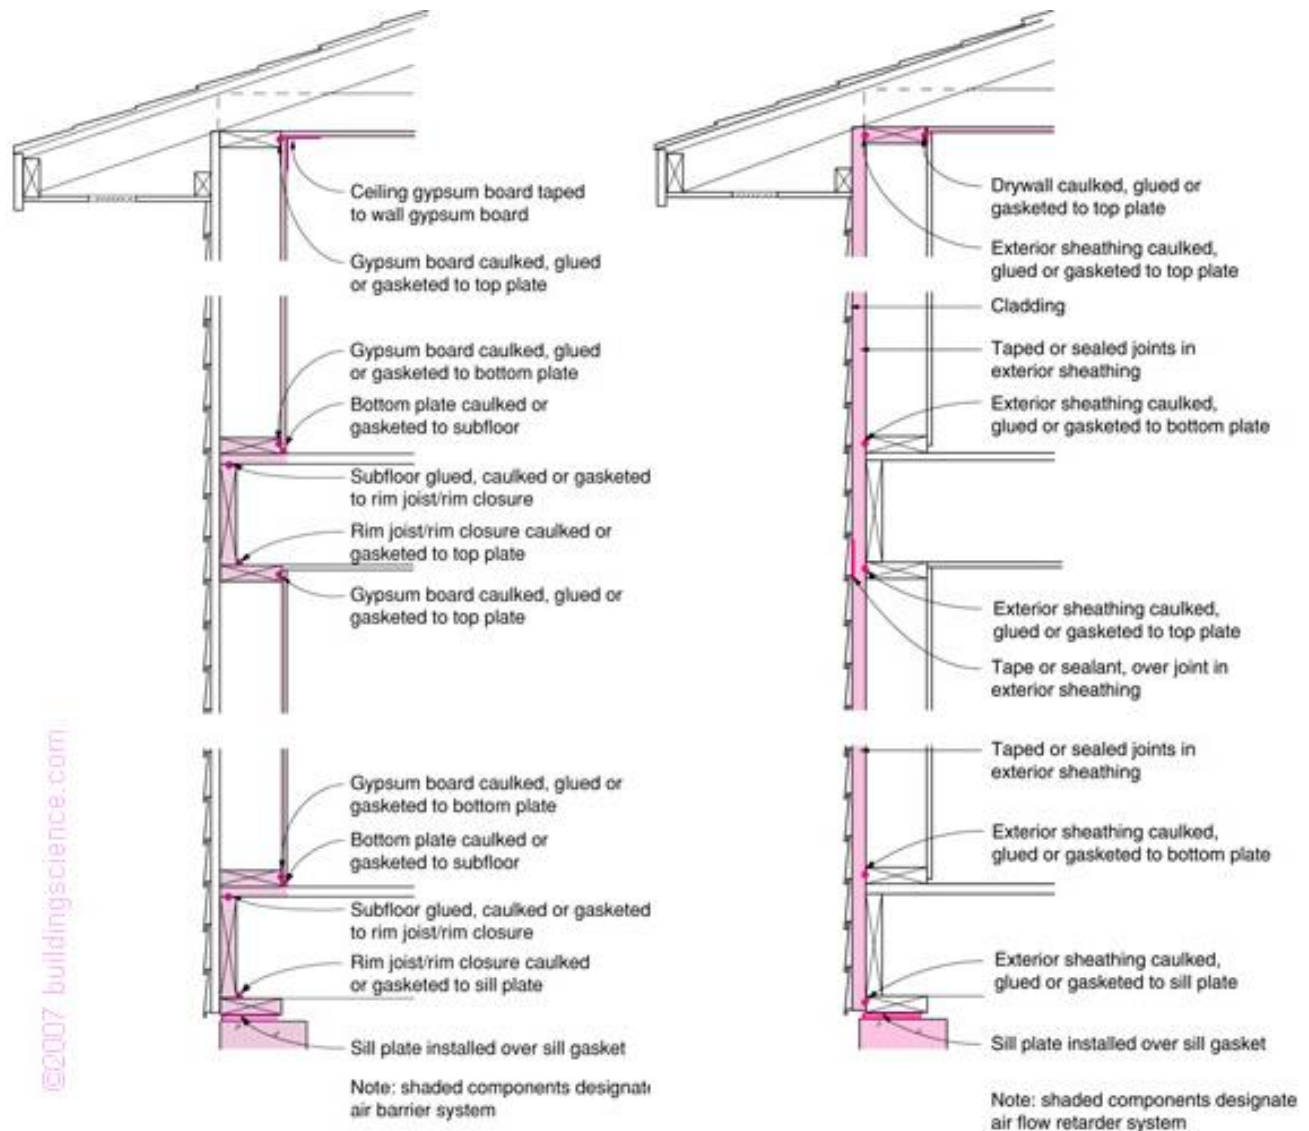 Ceiling gypsum board taped
to wall gypsum board
Gypsum board caulked, glued
or gasketed to top plate
Gypsum board caulked, glued
or gasketed to bottom plate
Bottom plate caulked or
gasketed to subfloor
Subfloor glued, caulked or gasketed
to rim joist/rim closure
Rim joist/rim closure caulked or
gasketed to top plate
Gypsum board caulked, glued or
gasketed to top plate
Gypsum board caulked, glued or
gasketed to bottom plate
Bottom plate caulked or
gasketed to subfloor
Subfloor glued, caulked or gasketed
to rim joist/rim closure
Rim joist/rim closure caulked
or gasketed to sill plate
Sill plate installed over sill gasket
Note: shaded components designate
air barrier system
Drywall caulked, glued or
gasketed to top plate
Exterior sheathing caulked,
glued or gasketed to top plate
Cladding
Taped or sealed joints in
exterior sheathing
Exterior sheathing caulked,
glued or gasketed to bottom plate
Exterior sheathing caulked,
glued or gasketed to top plate
Tape or sealant, over joint in
exterior sheathing
Taped or sealed joints in
exterior sheathing
Exterior sheathing caulked,
glued or gasketed to bottom plate
Exterior sheathing caulked,
glued or gasketed to sill plate
Sill plate installed over sill gasket
Note: shaded components designate
air flow retarder system
©2007 buildingscience.com